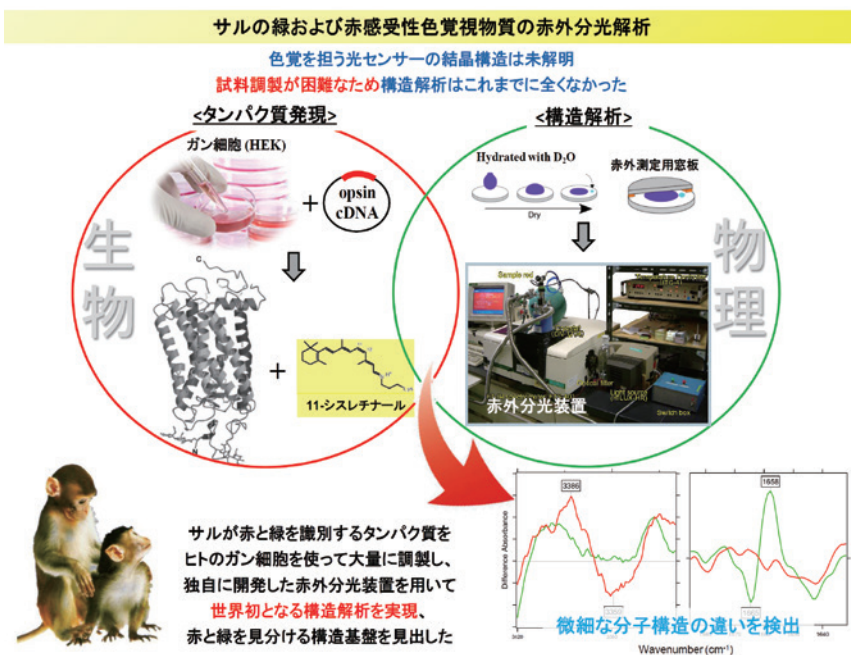 サルの緑および赤感受性色覚視物質の赤外分光解析
色覚を担う光センサーの結晶構造は未解明
試料調製が困難なため構造解析はこれまでに全くなかった
<タンパク質発現>
ガン細胞 (HEK)
+
opsin
cDNA
生物
C
N
+
11-シスレチナール
<構造解析>
Hydrated with D₂O
赤外測定用窓板
Dry
物理
Sample rod
Optical filter
Light source
Switch box
赤外分光装置
サルが赤と緑を識別するタンパク質を
ヒトのガン細胞を使って大量に調製し、
独自に開発した赤外分光装置を用いて
世界初となる構造解析を実現、
赤と緑を見分ける構造基盤を見出した
Difference Absorbance
3386
1658
微細な分子構造の違いを検出
1640
Wavenumber (cm⁻¹)